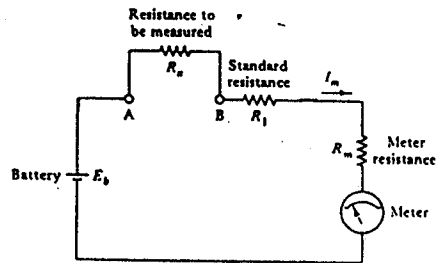 Resistance to
be measured
Rx
Standard
resistance
Im
A
B
R1
Rm
Meter
resistance
Battery
Eb
Meter